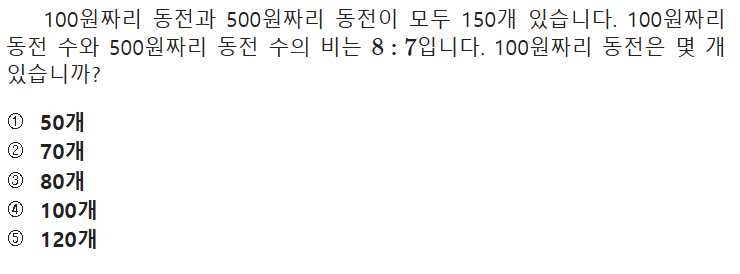 100원짜리 동전과 500원짜리 동전이 모두 150개 있습니다. 100원짜리
동전 수와 500원짜리 동전 수의 비는 8 : 7입니다. 100원짜리 동전은 몇 개
있습니까?
① 50개
② 70개
③ 80개
④ 100개
⑤ 120개